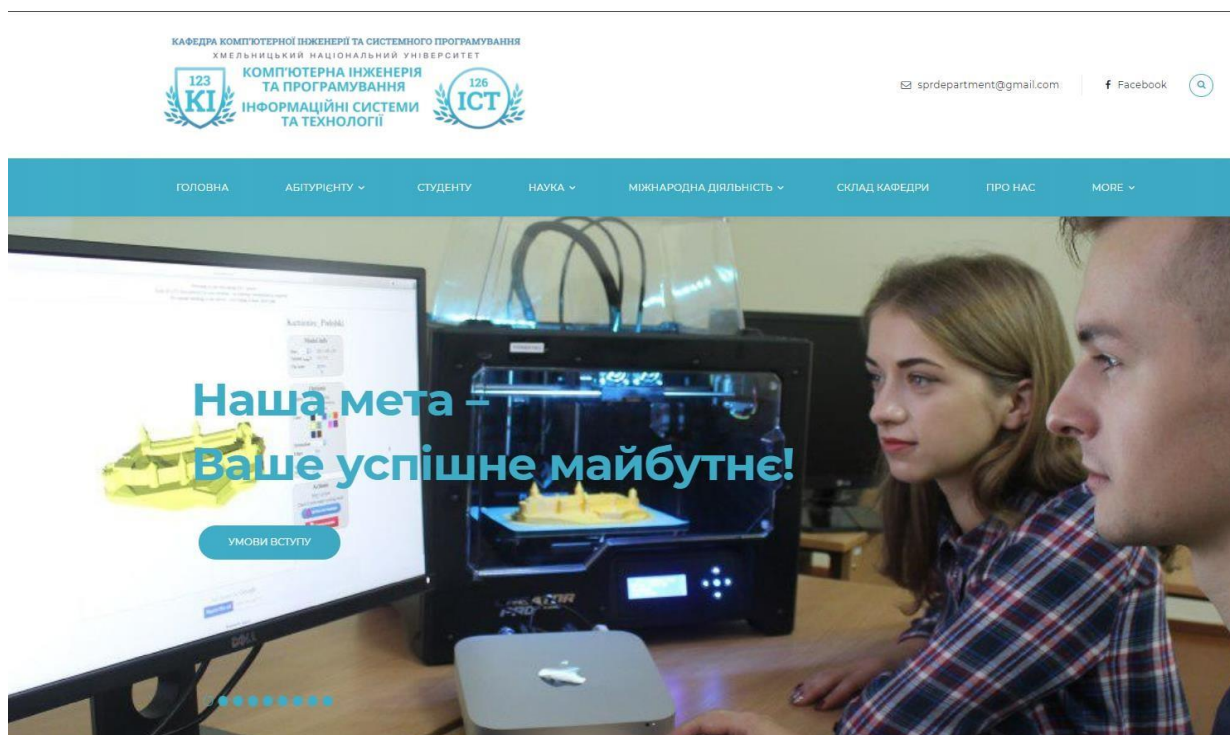 КАФЕДРА КОМП'ЮТЕРНОЇ ІНЖЕНЕРІЇ ТА СИСТЕМНОГО ПРОГРАМУВАННЯ
ХМЕЛЬНИЦЬКИЙ НАЦІОНАЛЬНИЙ УНІВЕРСИТЕТ
123
КІ
КОМП'ЮТЕРНА ІНЖЕНЕРІЯ
ТА ПРОГРАМУВАННЯ
ІНФОРМАЦІЙНІ СИСТЕМИ
ТА ТЕХНОЛОГІЇ
126
ІСТ
sprdepartment@gmail.com
Facebook
ГОЛОВНА
АБІТУРІЄНТУ
СТУДЕНТУ
НАУКА
МІЖНАРОДНА ДІЯЛЬНІСТЬ
СКЛАД КАФЕДРИ
ПРО НАС
MORE
Наша мета –
Ваше успішне майбутнє!
УМОВИ ВСТУПУ
DELL